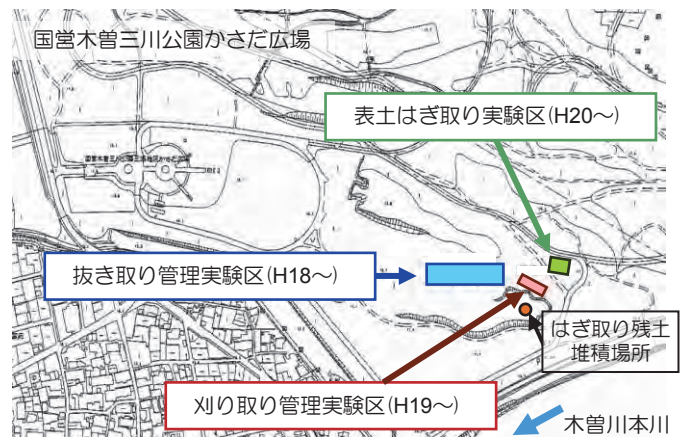 国営木曽三川公園かさだ広場
表土はぎ取り実験区(H20～)
抜き取り管理実験区(H18～)
はぎ取り残土
堆積場所
刈り取り管理実験区(H19～)
木曽川本川